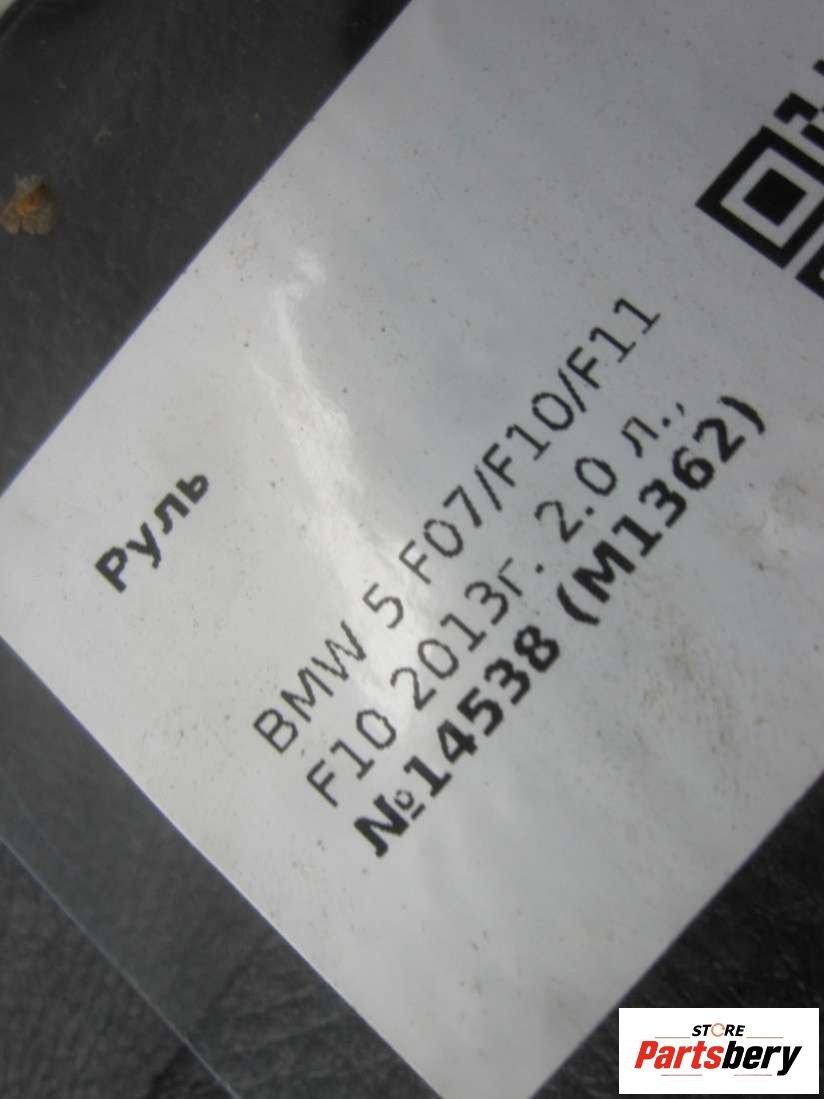 Руль
BMW 5 F07/F10/F11
F10 2013г. 2.0 л.,
№14538 (M1362)
STORE
Partsbery